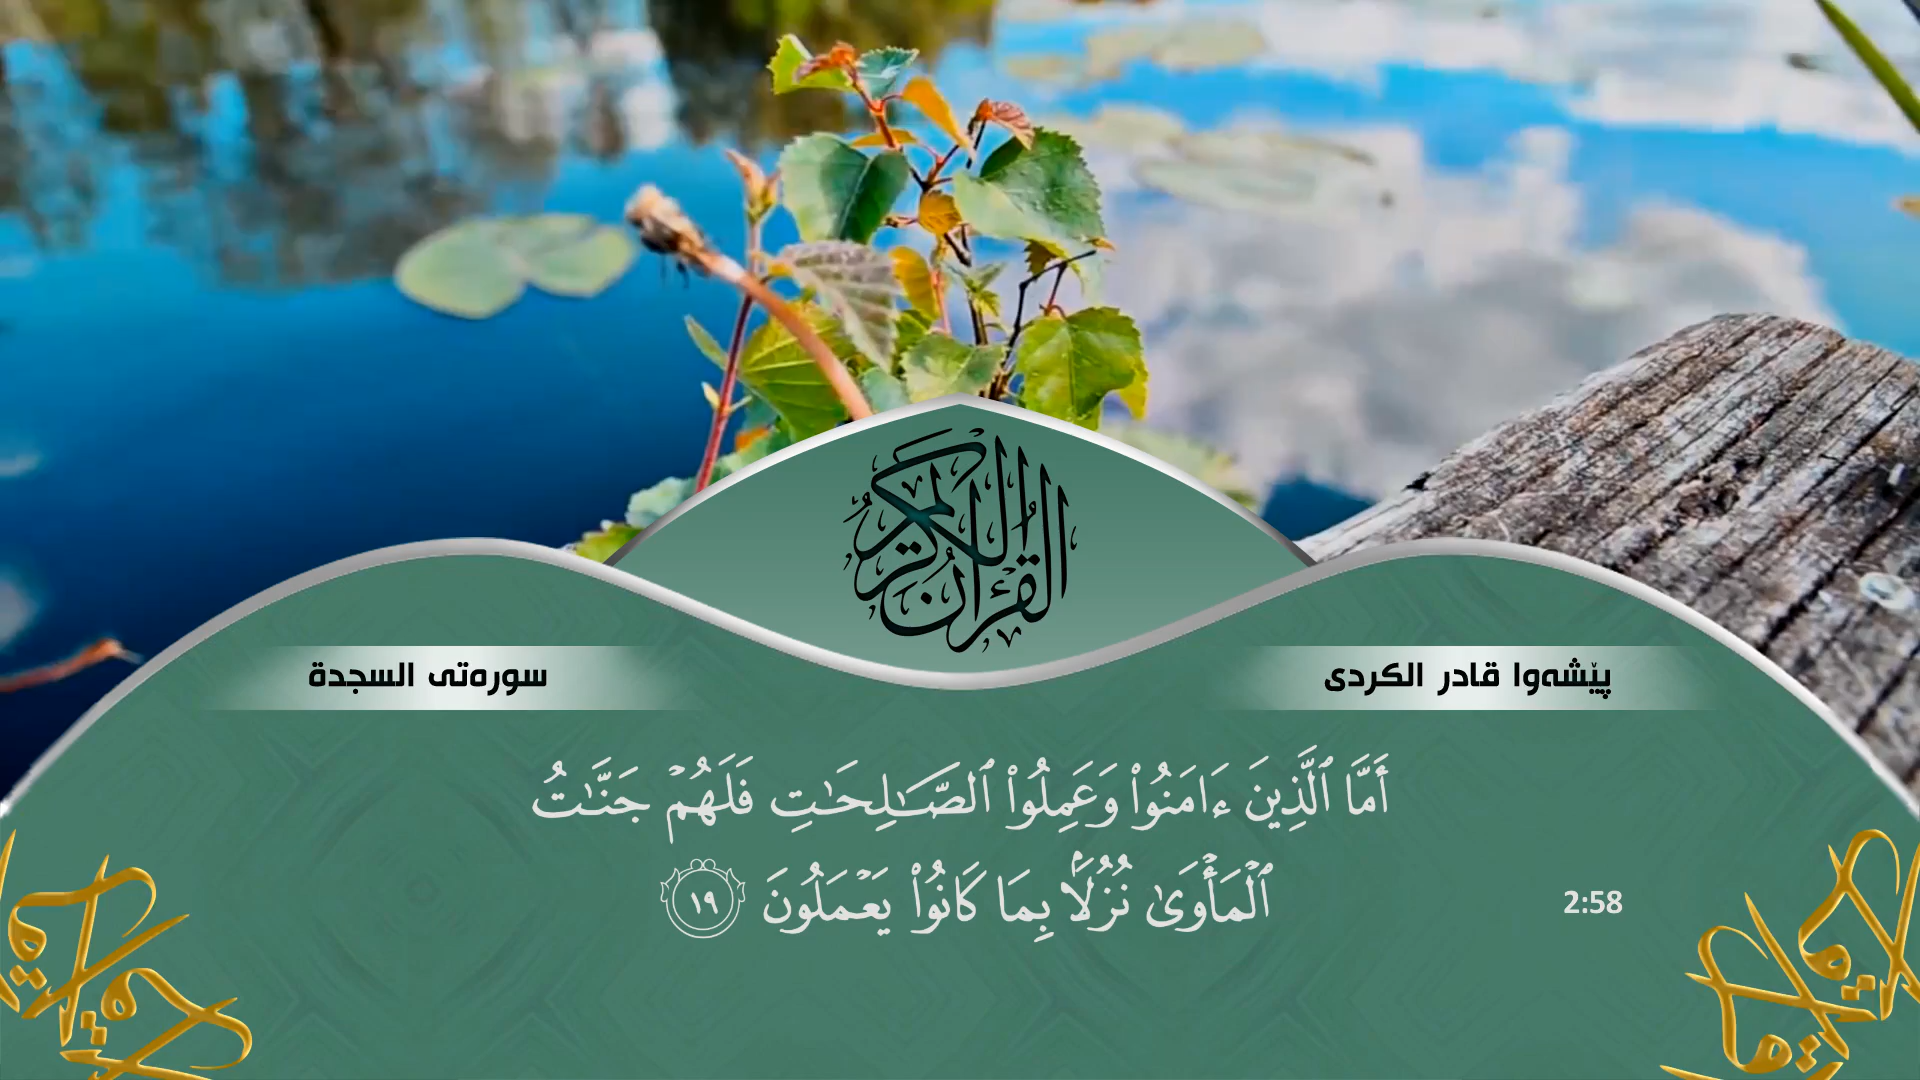 القرآن الكريم
پێشەوا قادر الكردی
سورەتی السجدة
أَمَّا ٱلَّذِينَ ءَامَنُوا۟ وَعَمِلُوا۟ ٱلصَّـٰلِحَـٰتِ فَلَهُمْ جَنَّـٰتُ
ٱلْمَأْوَىٰ نُزُلًۢا بِمَا كَانُوا۟ يَعْمَلُونَ ١٩
2:58